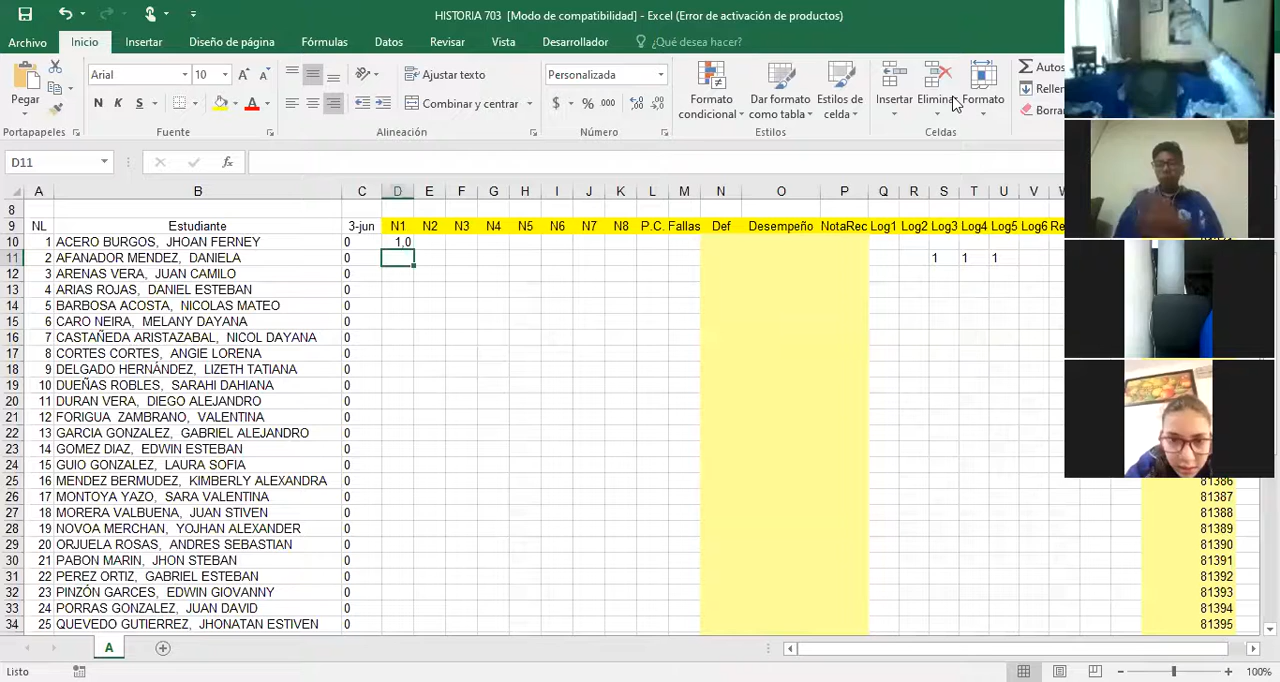 HISTORIA 703 [Modo de compatibilidad] - Excel (Error de activación de productos)
Archivo Inicio Insertar Diseño de página Fórmulas Datos Revisar Vista Desarrollador ¿Qué desea hacer?
Pegar
Arial 10
N K S
Ajustar texto
Combinar y centrar
Personalizada
$ % 000
Formato condicional
Dar formato como tabla
Estilos de celda
Insertar
Eliminar
Formato
Autos
Rellen
Borra
Portapapeles Fuente Alineación Número Estilos Celdas
D11 fx
A B C D E F G H I J K L M N O P Q R S T U V W
8
9 NL Estudiante 3-jun N1 N2 N3 N4 N5 N6 N7 N8 P.C. Fallas Def Desempeño NotaRec Log1 Log2 Log3 Log4 Log5 Log6 Re
10 1 ACERO BURGOS, JHOAN FERNEY 0 1,0
11 2 AFANADOR MENDEZ, DANIELA 0 1 1 1
12 3 ARENAS VERA, JUAN CAMILO 0
13 4 ARIAS ROJAS, DANIEL ESTEBAN 0
14 5 BARBOSA ACOSTA, NICOLAS MATEO 0
15 6 CARO NEIRA, MELANY DAYANA 0
16 7 CASTAÑEDA ARISTAZABAL, NICOL DAYANA 0
17 8 CORTES CORTES, ANGIE LORENA 0
18 9 DELGADO HERNÁNDEZ, LIZETH TATIANA 0
19 10 DUEÑAS ROBLES, SARAHI DAHIANA 0
20 11 DURAN VERA, DIEGO ALEJANDRO 0
21 12 FORIGUA ZAMBRANO, VALENTINA 0
22 13 GARCIA GONZALEZ, GABRIEL ALEJANDRO 0
23 14 GOMEZ DIAZ, EDWIN ESTEBAN 0
24 15 GUIO GONZALEZ, LAURA SOFIA 0
25 16 MENDEZ BERMUDEZ, KIMBERLY ALEXANDRA 0 81386
26 17 MONTOYA YAZO, SARA VALENTINA 0 81387
27 18 MORERA VALBUENA, JUAN STIVEN 0 81388
28 19 NOVOA MERCHAN, YOJHAN ALEXANDER 0 81389
29 20 ORJUELA ROSAS, ANDRES SEBASTIAN 0 81390
30 21 PABON MARIN, JHON STEBAN 0 81391
31 22 PEREZ ORTIZ, GABRIEL ESTEBAN 0 81392
32 23 PINZÓN GARCES, EDWIN GIOVANNY 0 81393
33 24 PORRAS GONZALEZ, JUAN DAVID 0 81394
34 25 QUEVEDO GUTIERREZ, JHONATAN ESTIVEN 0 81395
A
Listo 100%